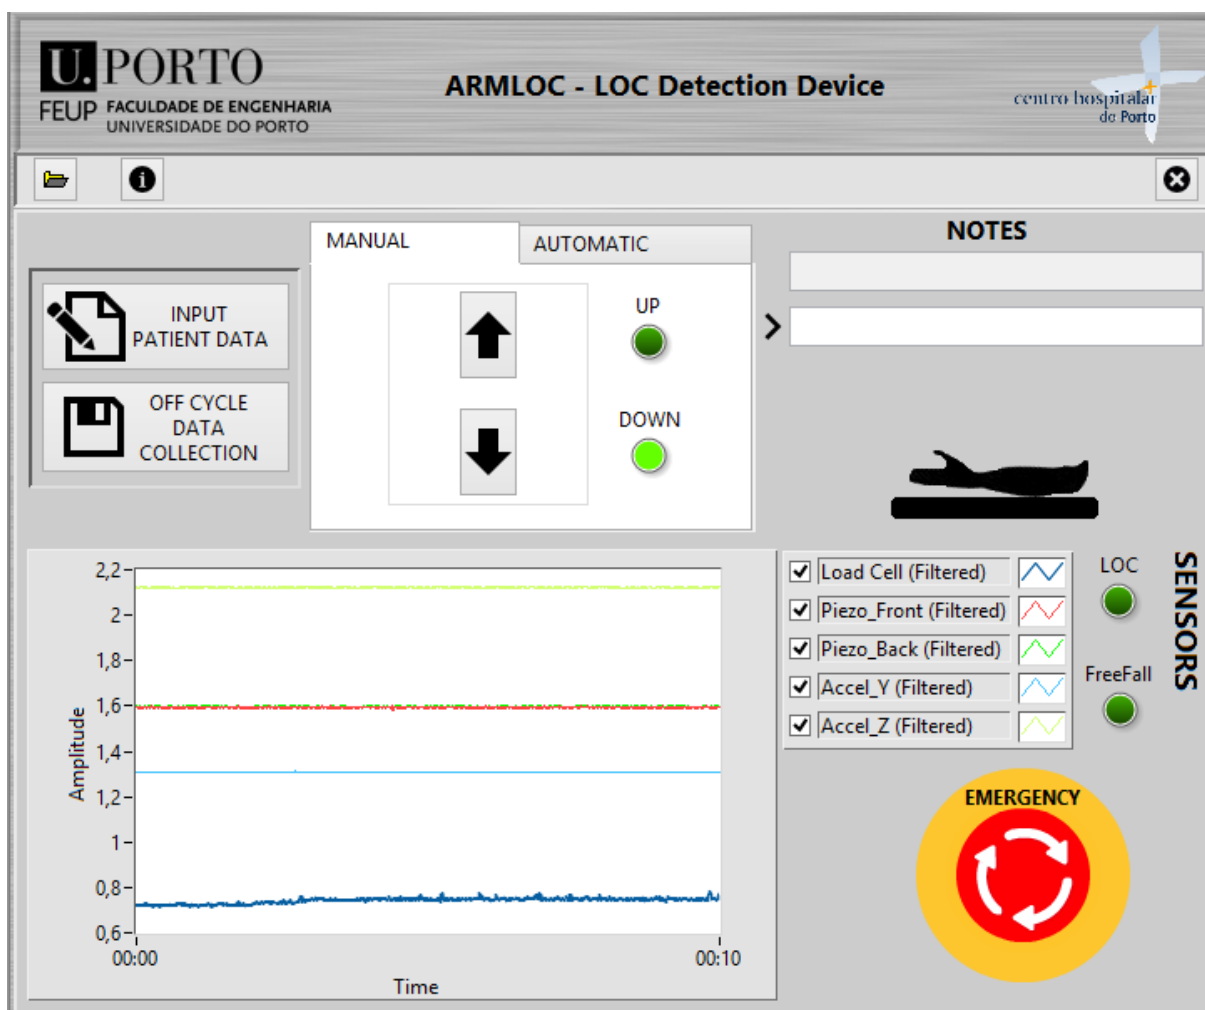 U. PORTO
FEUP FACULDADE DE ENGENHARIA
UNIVERSIDADE DO PORTO
ARMLOC - LOC Detection Device
centro hospitalar
do Porto
MANUAL
AUTOMATIC
NOTES
INPUT
PATIENT DATA
OFF CYCLE
DATA
COLLECTION
UP
DOWN
2,2
2
1,8
1,6
1,4
1,2
1
0,8
0,6
Amplitude
00:00
00:10
Time
Load Cell (Filtered)
Piezo_Front (Filtered)
Piezo_Back (Filtered)
Accel_Y (Filtered)
Accel_Z (Filtered)
LOC
FreeFall
SENSORS
EMERGENCY